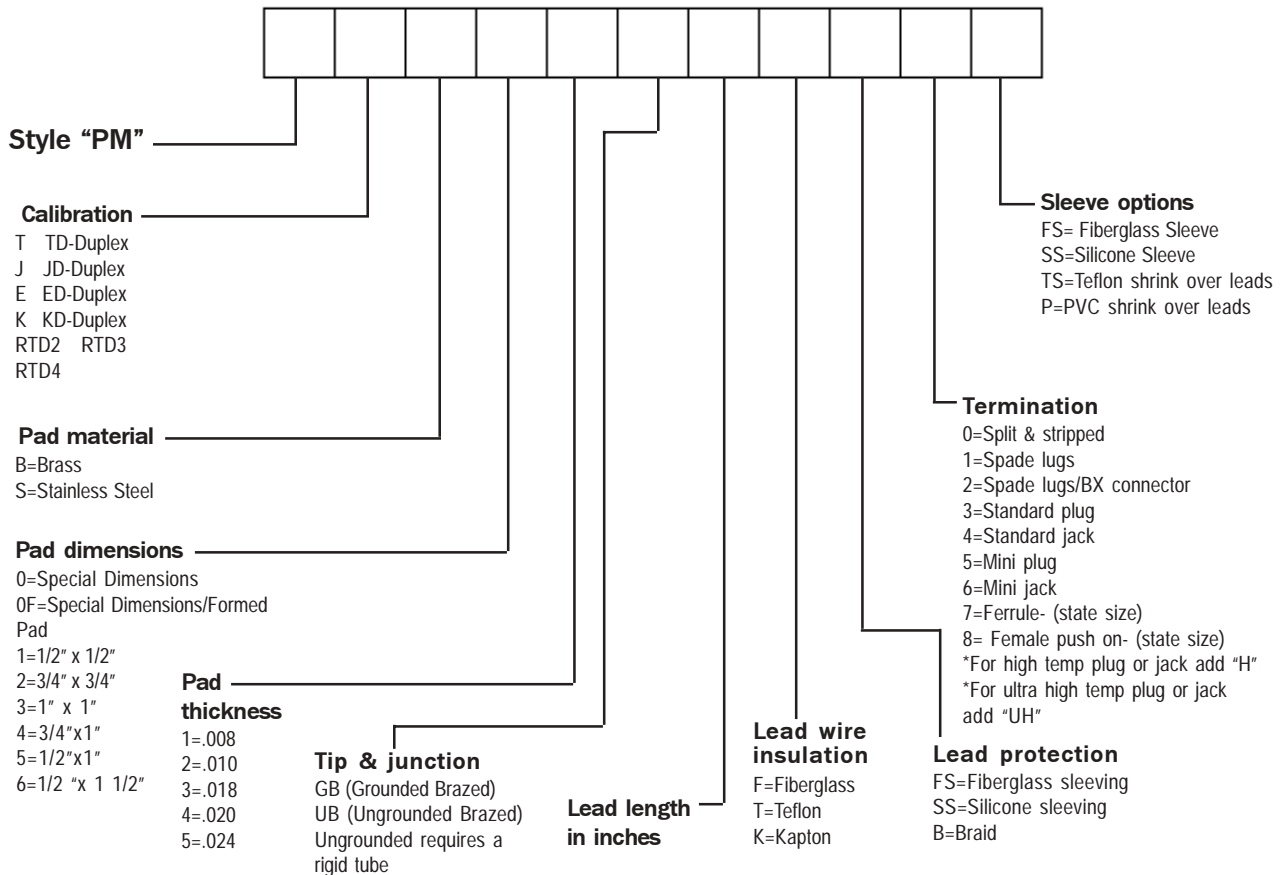 Style “PM”
Calibration
T TD-Duplex
J JD-Duplex
E ED-Duplex
K KD-Duplex
RTD2 RTD3
RTD4
Pad material
B=Brass
S=Stainless Steel
Pad dimensions
0=Special Dimensions
0F=Special Dimensions/Formed
Pad
1=1/2” x 1/2”
2=3/4” x 3/4”
3=1” x 1”
4=3/4”x1”
5=1/2”x1”
6=1/2 “x 1 1/2”
Pad
thickness
1=.008
2=.010
3=.018
4=.020
5=.024
Tip & junction
GB (Grounded Brazed)
UB (Ungrounded Brazed)
Ungrounded requires a
rigid tube
Lead length
in inches
Lead wire
insulation
F=Fiberglass
T=Teflon
K=Kapton
Lead protection
FS=Fiberglass sleeving
SS=Silicone sleeving
B=Braid
Termination
0=Split & stripped
1=Spade lugs
2=Spade lugs/BX connector
3=Standard plug
4=Standard jack
5=Mini plug
6=Mini jack
7=Ferrule- (state size)
8= Female push on- (state size)
*For high temp plug or jack add “H”
*For ultra high temp plug or jack
add “UH”
Sleeve options
FS= Fiberglass Sleeve
SS=Silicone Sleeve
TS=Teflon shrink over leads
P=PVC shrink over leads